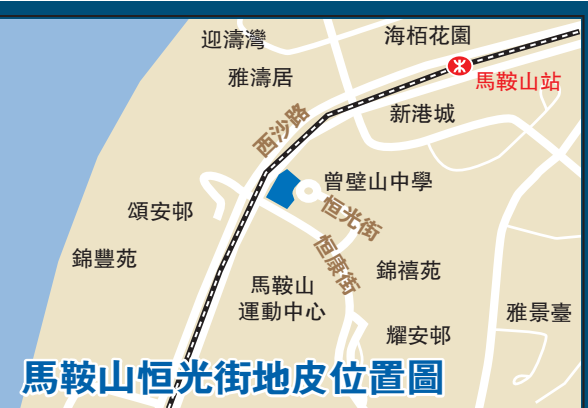 迎濤灣
海栢花園
雅濤居
馬鞍山站
新港城
西沙路
曾璧山中學
頌安邨
恒光街
恒康街
錦豐苑
錦禧苑
馬鞍山
運動中心
雅景臺
耀安邨
馬鞍山恒光街地皮位置圖